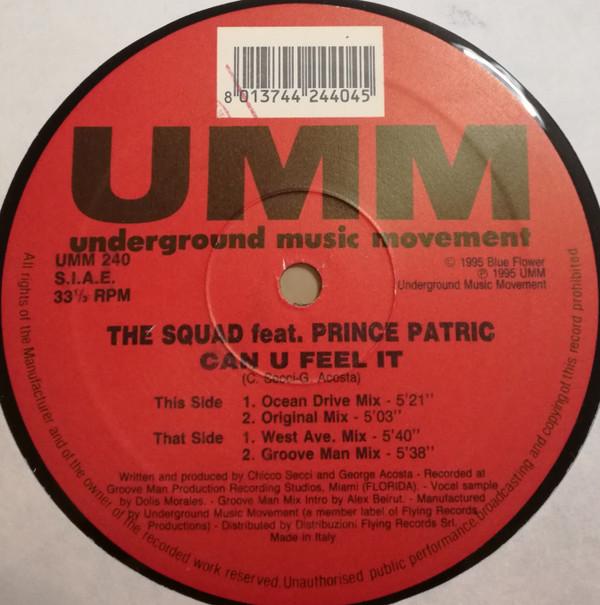 8 013744 244045
UMM
underground music movement
UMM 240
S.I.A.E.
33⅓ RPM
© 1995 Blue Flower
℗ 1995 UMM
Underground Music Movement
THE SQUAD feat. PRINCE PATRIC
CAN U FEEL IT
(C. Secci-G. Acosta)
This Side 1. Ocean Drive Mix - 5'21''
2. Original Mix - 5'03''
That Side 1. West Ave. Mix - 5'40''
2. Groove Man Mix - 5'38''
Written and produced by Chicco Secci and George Acosta - Recorded at
Groove Man Production Recording Studios, Miami (FLORIDA). - Vocel sample
by Dolis Morales. - Groove Man Mix Intro by Alex Beirut. - Manufactured
by Underground Music Movement (a member label of Flying Records
Productions) - Distributed by Distribuzioni Flying Records Srl.
Made in Italy
All rights of the Manufacturer and of the owner of the recorded work reserved. Unauthorised public performance, broadcasting and copying of this record prohibited